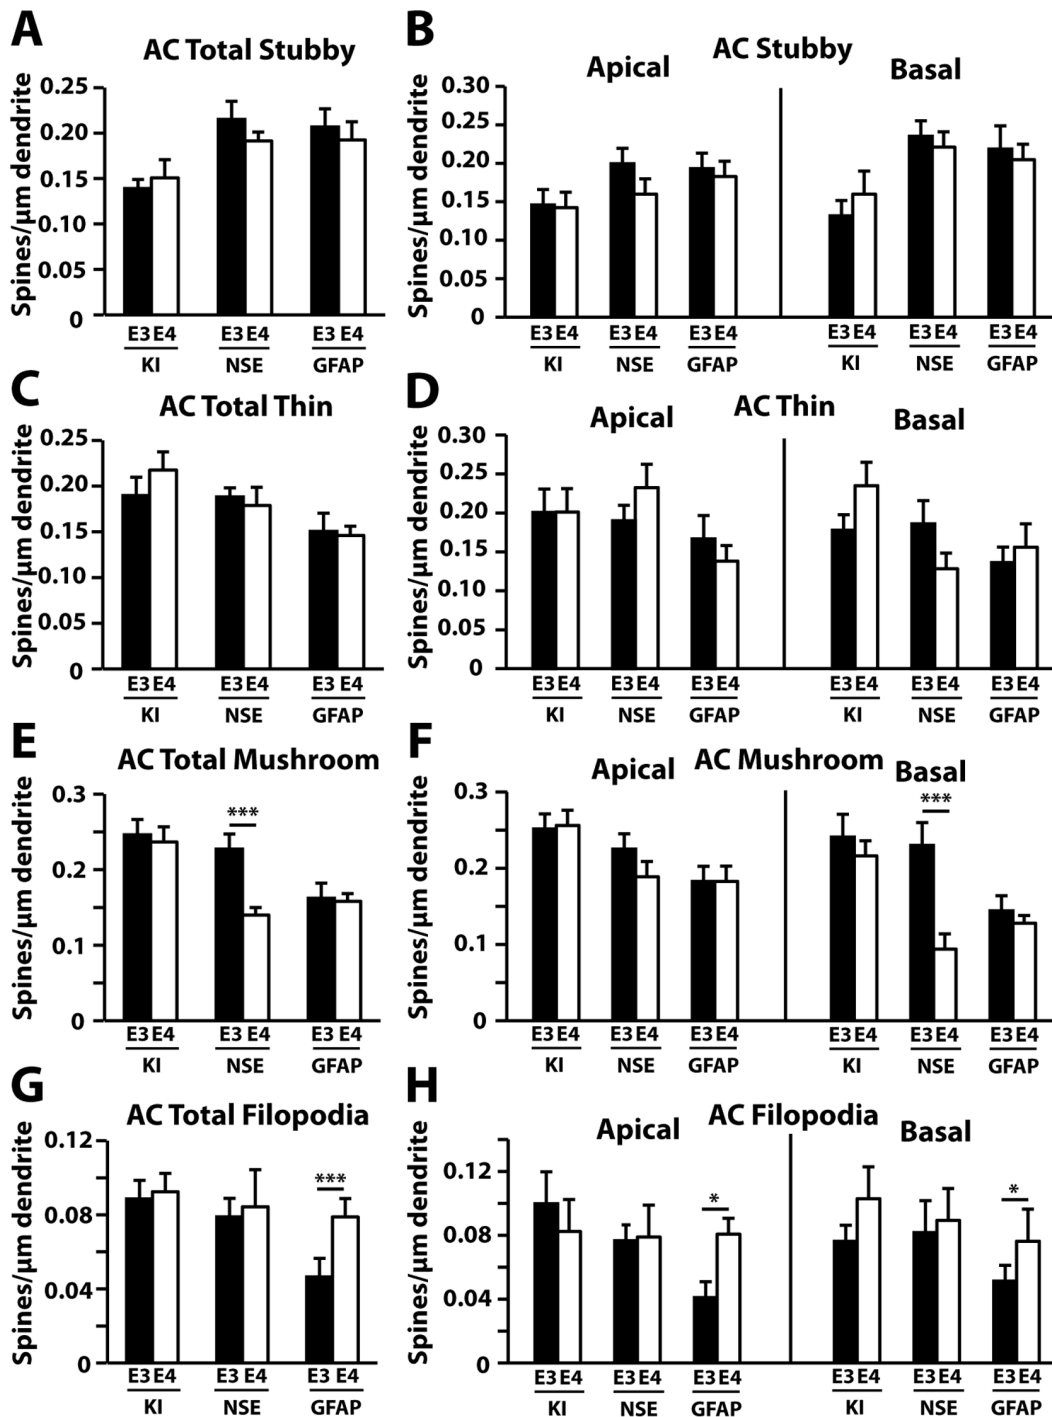 A
AC Total Stubby
Spines/µm dendrite
0.25
0.20
0.15
0.10
0.05
0
E3 E4 E3 E4 E3 E4
KI NSE GFAP
B
AC Stubby
Apical Basal
Spines/µm dendrite
0.30
0.25
0.20
0.15
0.10
0.05
0
E3 E4 E3 E4 E3 E4 E3 E4 E3 E4 E3 E4
KI NSE GFAP KI NSE GFAP
C
AC Total Thin
Spines/µm dendrite
0.25
0.20
0.15
0.10
0.05
0
E3 E4 E3 E4 E3 E4
KI NSE GFAP
D
AC Thin
Apical Basal
Spines/µm dendrite
0.30
0.25
0.20
0.15
0.10
0.05
0
E3 E4 E3 E4 E3 E4 E3 E4 E3 E4 E3 E4
KI NSE GFAP KI NSE GFAP
E
AC Total Mushroom
Spines/µm dendrite
0.3
0.2
0.1
0
***
E3 E4 E3 E4 E3 E4
KI NSE GFAP
F
AC Mushroom
Apical Basal
Spines/µm dendrite
0.3
0.2
0.1
0
***
E3 E4 E3 E4 E3 E4 E3 E4 E3 E4 E3 E4
KI NSE GFAP KI NSE GFAP
G
AC Total Filopodia
Spines/µm dendrite
0.12
0.08
0.04
0
***
E3 E4 E3 E4 E3 E4
KI NSE GFAP
H
AC Filopodia
Apical Basal
Spines/µm dendrite
0.12
0.08
0.04
0
* *
E3 E4 E3 E4 E3 E4 E3 E4 E3 E4 E3 E4
KI NSE GFAP KI NSE GFAP